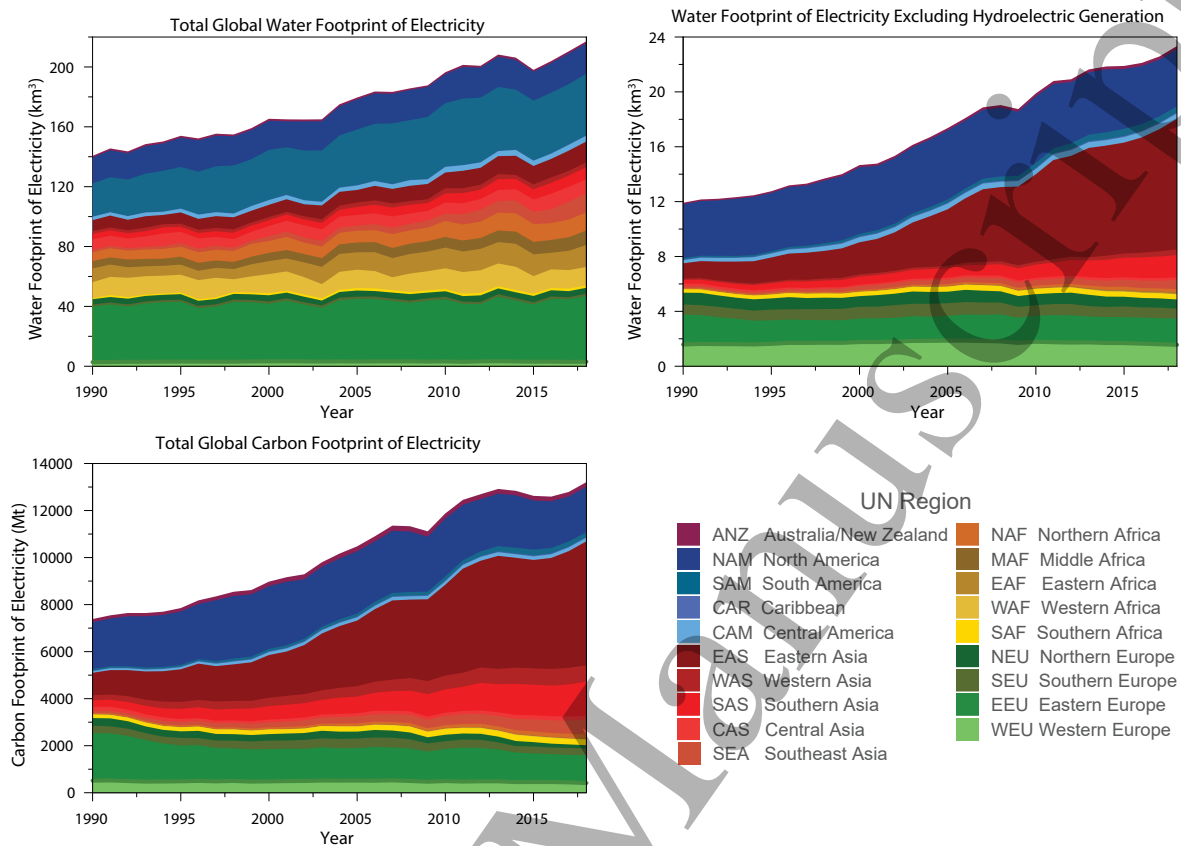 Total Global Water Footprint of Electricity
Water Footprint of Electricity (km³)
200
160
120
80
40
0
1990 1995 2000 2005 2010 2015
Year
Water Footprint of Electricity Excluding Hydroelectric Generation
Water Footprint of Electricity (km³)
24
20
16
12
8
4
0
1990 1995 2000 2005 2010 2015
Year
Total Global Carbon Footprint of Electricity
Carbon Footprint of Electricity (Mt)
14000
12000
10000
8000
6000
4000
2000
0
1990 1995 2000 2005 2010 2015
Year
UN Region
ANZ Australia/New Zealand
NAM North America
SAM South America
CAR Caribbean
CAM Central America
EAS Eastern Asia
WAS Western Asia
SAS Southern Asia
CAS Central Asia
SEA Southeast Asia
NAF Northern Africa
MAF Middle Africa
EAF Eastern Africa
WAF Western Africa
SAF Southern Africa
NEU Northern Europe
SEU Southern Europe
EEU Eastern Europe
WEU Western Europe